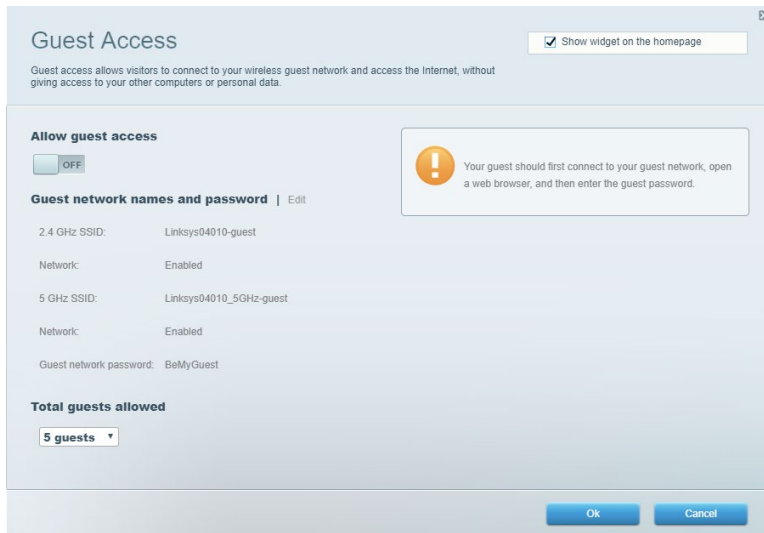 Guest Access
Show widget on the homepage
Guest access allows visitors to connect to your wireless guest network and access the Internet, without
giving access to your other computers or personal data.
Allow guest access
OFF
Your guest should first connect to your guest network, open
a web browser, and then enter the guest password.
Guest network names and password | Edit
2.4 GHz SSID: Linksys04010-guest
Network: Enabled
5 GHz SSID: Linksys04010_5GHz-guest
Network: Enabled
Guest network password: BeMyGuest
Total guests allowed
5 guests
Ok Cancel